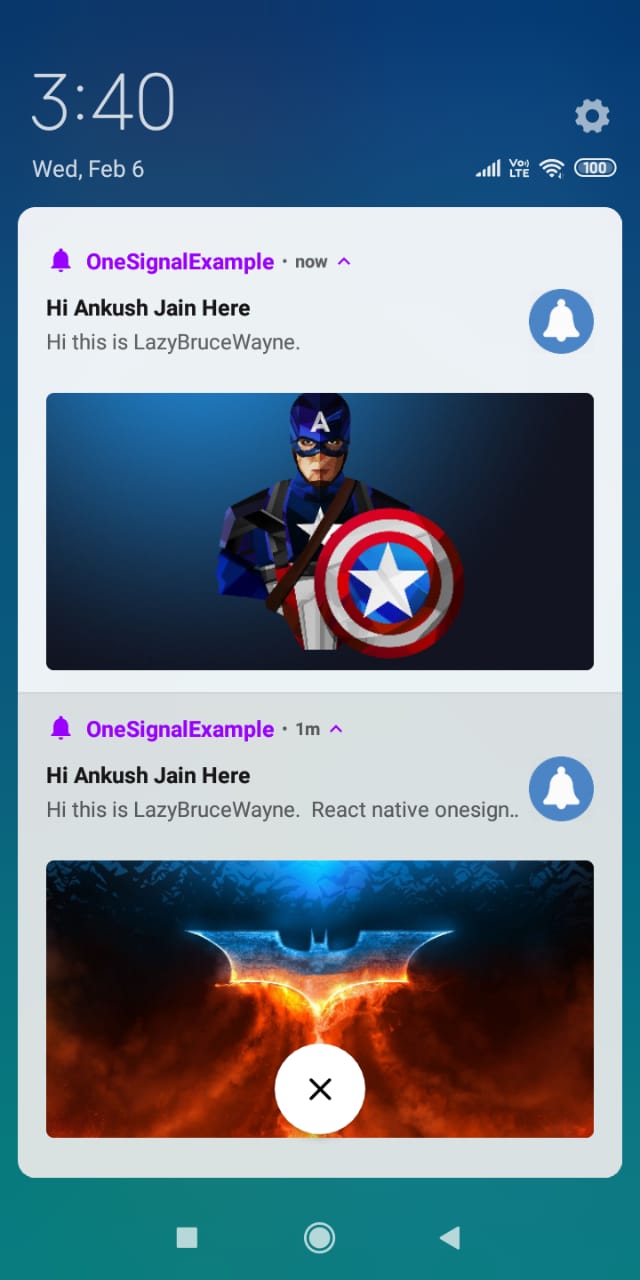 3:40
Wed, Feb 6
Vo)) LTE
100
OneSignalExample · now
Hi Ankush Jain Here
Hi this is LazyBruceWayne.
A
OneSignalExample · 1m
Hi Ankush Jain Here
Hi this is LazyBruceWayne.  React native onesign..